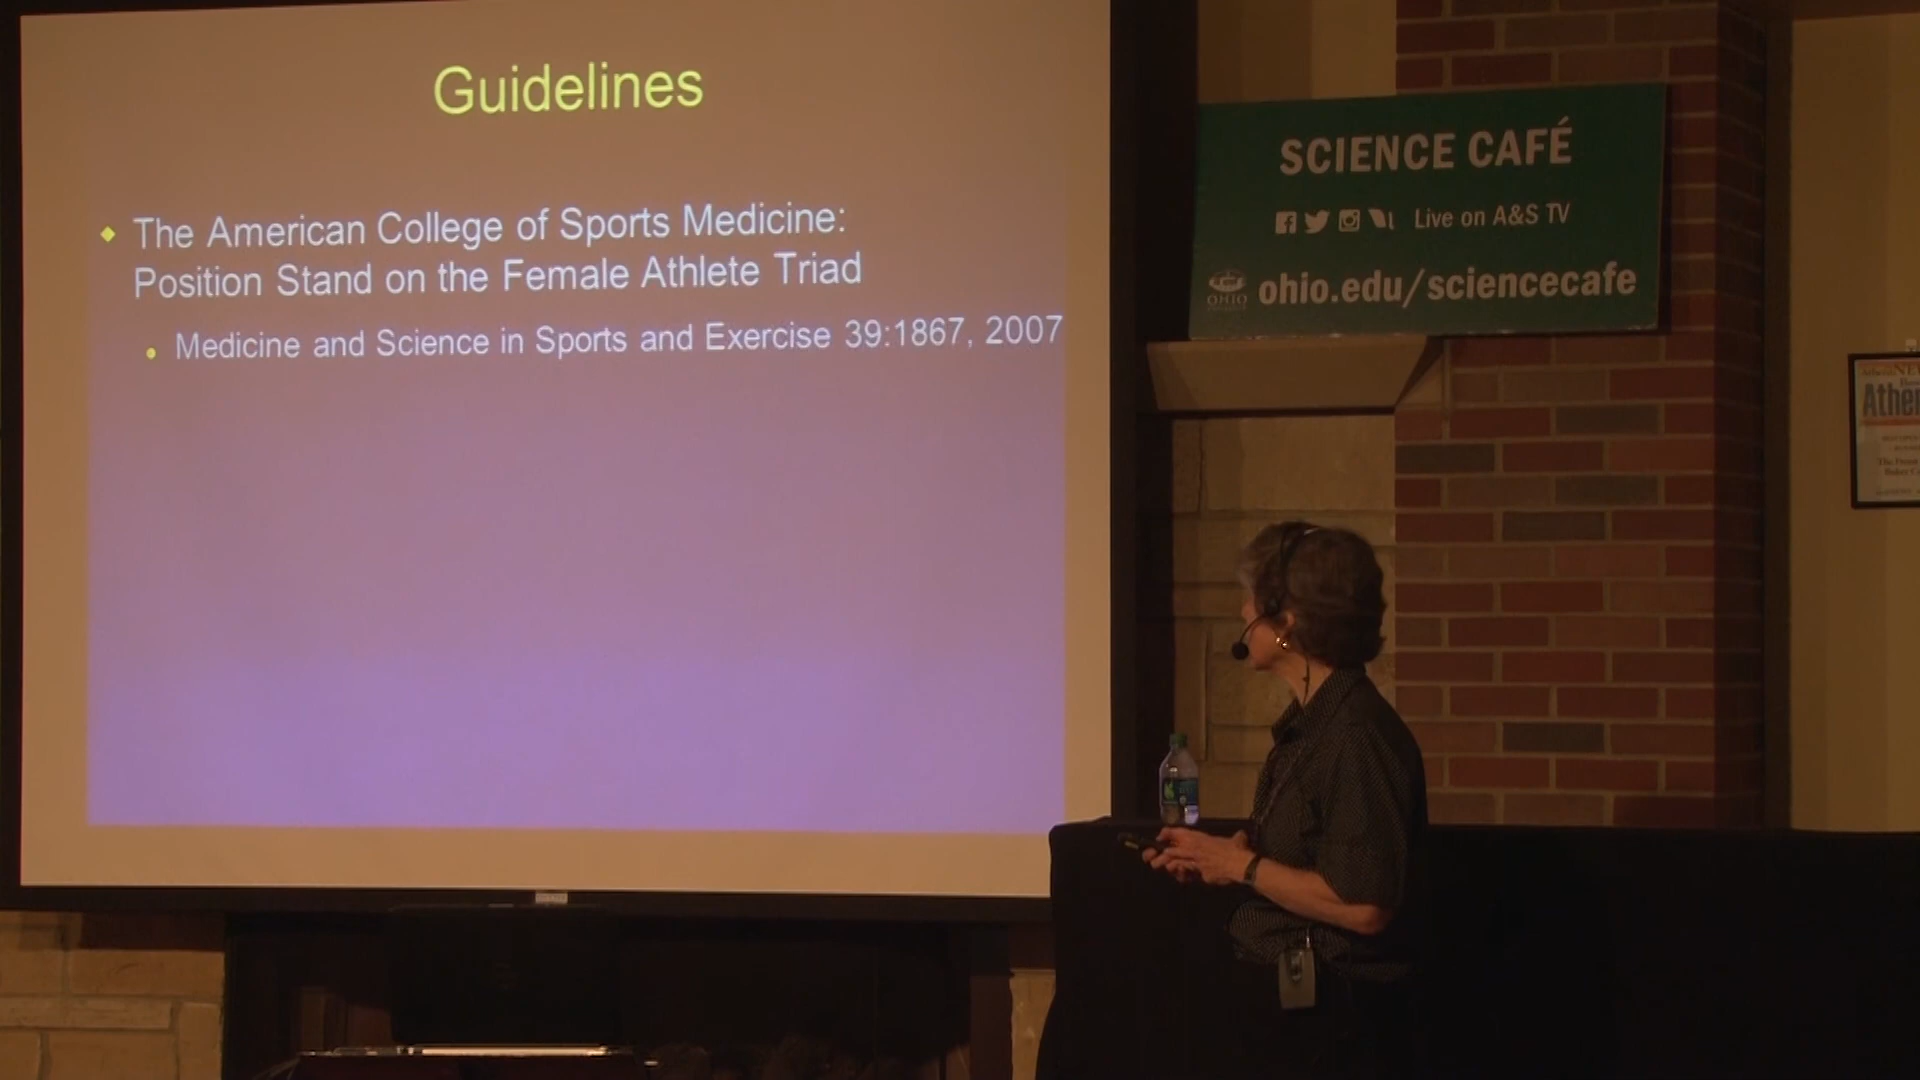 Guidelines
The American College of Sports Medicine:
Position Stand on the Female Athlete Triad
Medicine and Science in Sports and Exercise 39:1867, 2007
SCIENCE CAFÉ
Live on A&S TV
OHIO
ohio.edu/sciencecafe